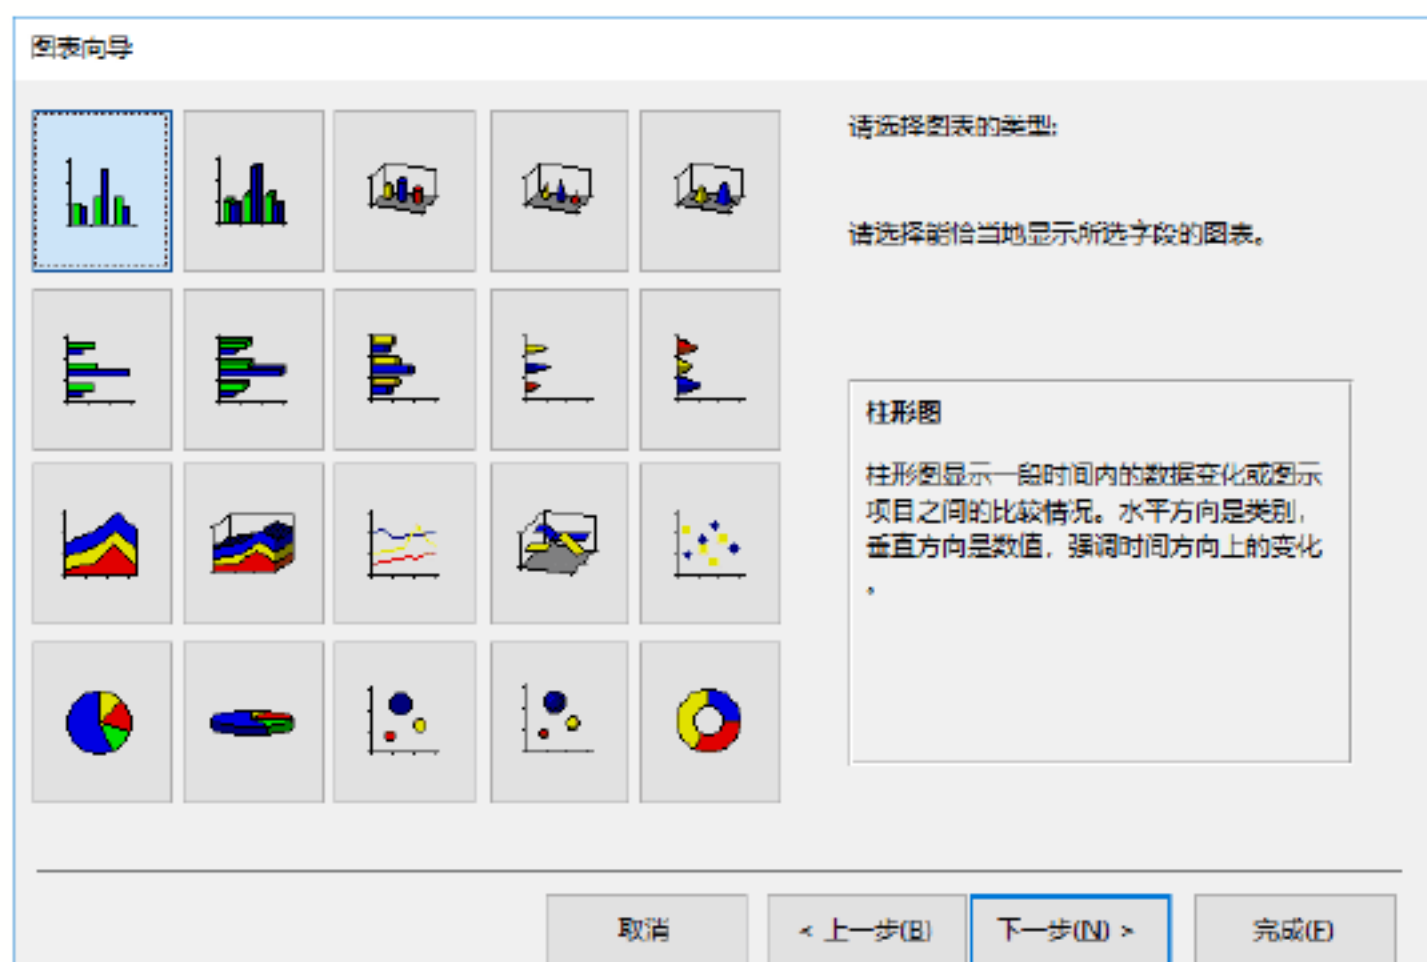 图表向导
请选择图表的类型:
请选择能恰当地显示所选字段的图表。
柱形图
柱形图显示一段时间内的数据变化或图示
项目之间的比较情况。水平方向是类别，
垂直方向是数值，强调时间方向上的变化
。
取消
< 上一步(B)
下一步(N) >
完成(F)